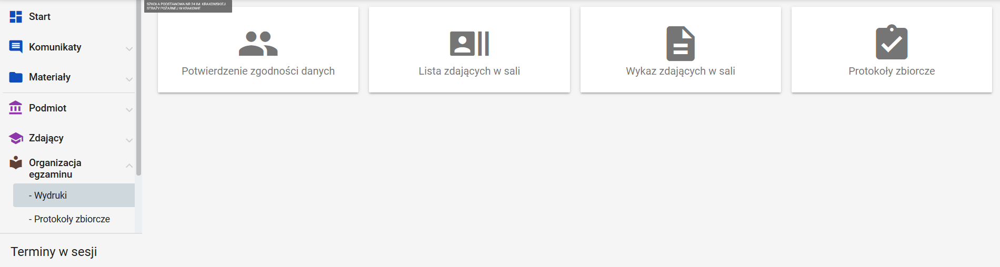 SZKOŁA PODSTAWOWA NR 24 IM. KRAKOWSKIEJ
STRAŻY POŻARNEJ W KRAKOWIE
Start
Komunikaty
Materiały
Podmiot
Zdający
Organizacja
egzaminu
- Wydruki
- Protokoły zbiorcze
Terminy w sesji
Potwierdzenie zgodności danych
Lista zdających w sali
Wykaz zdających w sali
Protokoły zbiorcze